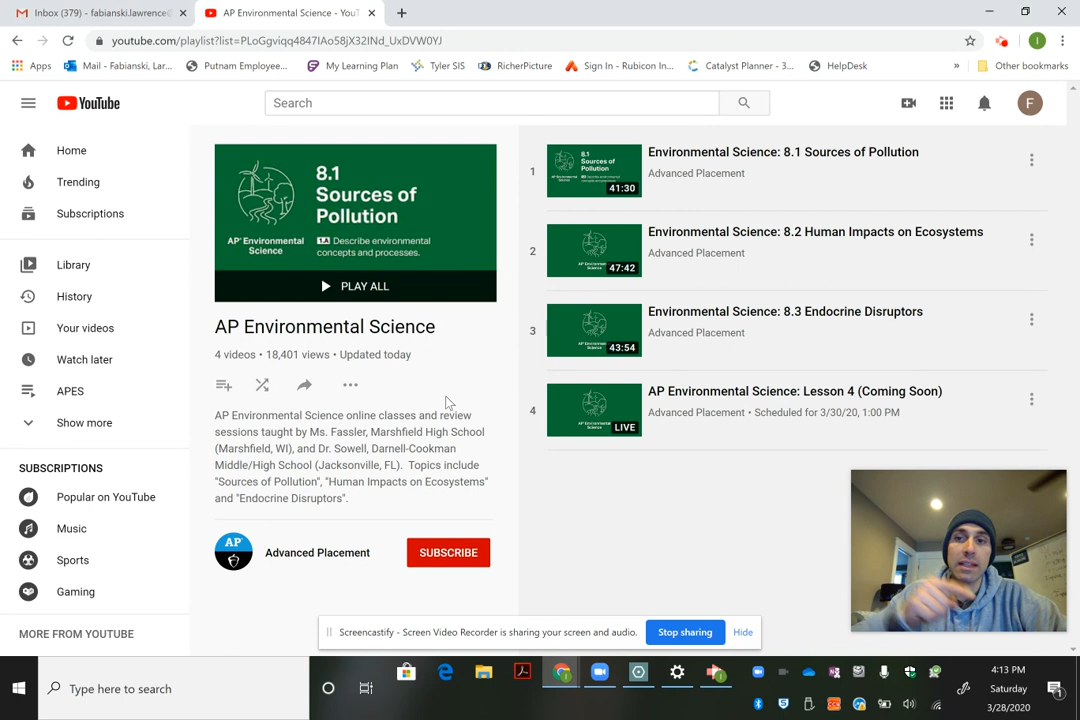 Inbox (379) - fabianski.lawrence@
AP Environmental Science - YouT
youtube.com/playlist?list=PLoGgviqq4847IAo58jX32INd_UxDVW0YJ
Apps
Mail - Fabianski, Lar...
Putnam Employee...
My Learning Plan
Tyler SIS
RicherPicture
Sign In - Rubicon In...
Catalyst Planner - 3...
HelpDesk
»
Other bookmarks
YouTube
Search
F
Home
Trending
Subscriptions
Library
History
Your videos
Watch later
APES
Show more
SUBSCRIPTIONS
Popular on YouTube
Music
Sports
Gaming
MORE FROM YOUTUBE
8.1
Sources of
Pollution
AP® Environmental
Science
1.A Describe environmental
concepts and processes.
PLAY ALL
AP Environmental Science
4 videos • 18,401 views • Updated today
AP Environmental Science online classes and review
sessions taught by Ms. Fassler, Marshfield High School
(Marshfield, WI), and Dr. Sowell, Darnell-Cookman
Middle/High School (Jacksonville, FL). Topics include
"Sources of Pollution", "Human Impacts on Ecosystems"
and "Endocrine Disruptors".
AP
Advanced Placement
SUBSCRIBE
1
8.1
Sources of
Pollution
41:30
Environmental Science: 8.1 Sources of Pollution
Advanced Placement
2
47:42
Environmental Science: 8.2 Human Impacts on Ecosystems
Advanced Placement
3
43:54
Environmental Science: 8.3 Endocrine Disruptors
Advanced Placement
4
LIVE
AP Environmental Science: Lesson 4 (Coming Soon)
Advanced Placement • Scheduled for 3/30/20, 1:00 PM
Screencastify - Screen Video Recorder is sharing your screen and audio.
Stop sharing
Hide
Type here to search
4:13 PM
Saturday
3/28/2020